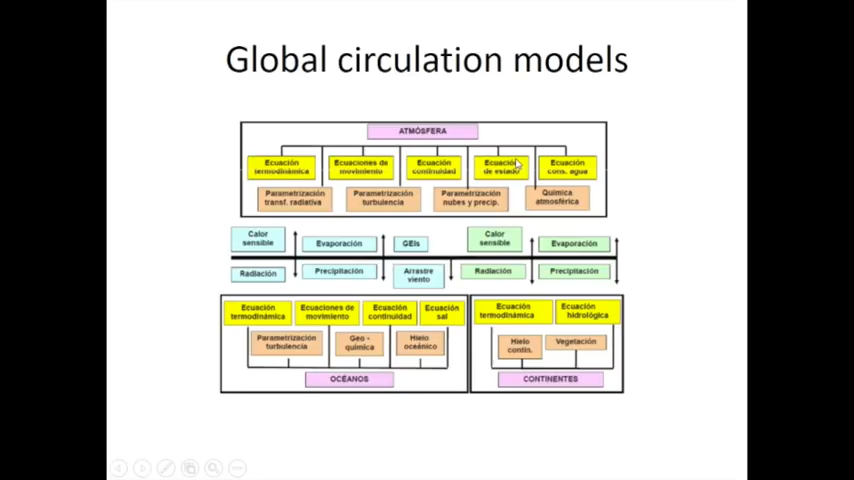 Global circulation models
ATMÓSFERA
Ecuación
termodinámica
Ecuaciones de
movimiento
Ecuación
continuidad
Ecuación
de estado
Ecuación
cons. agua
Parametrización
transf. radiativa
Parametrización
turbulencia
Parametrización
nubes y precip.
Química
atmosférica
Calor
sensible
Evaporación
GEIs
Calor
sensible
Evaporación
Radiación
Precipitación
Arrastre
viento
Radiación
Precipitación
Ecuación
termodinámica
Ecuaciones de
movimiento
Ecuación
continuidad
Ecuación
sal
Parametrización
turbulencia
Geo -
química
Hielo
oceánico
OCÉANOS
Ecuación
termodinámica
Ecuación
hidrológica
Hielo
contin.
Vegetación
CONTINENTES